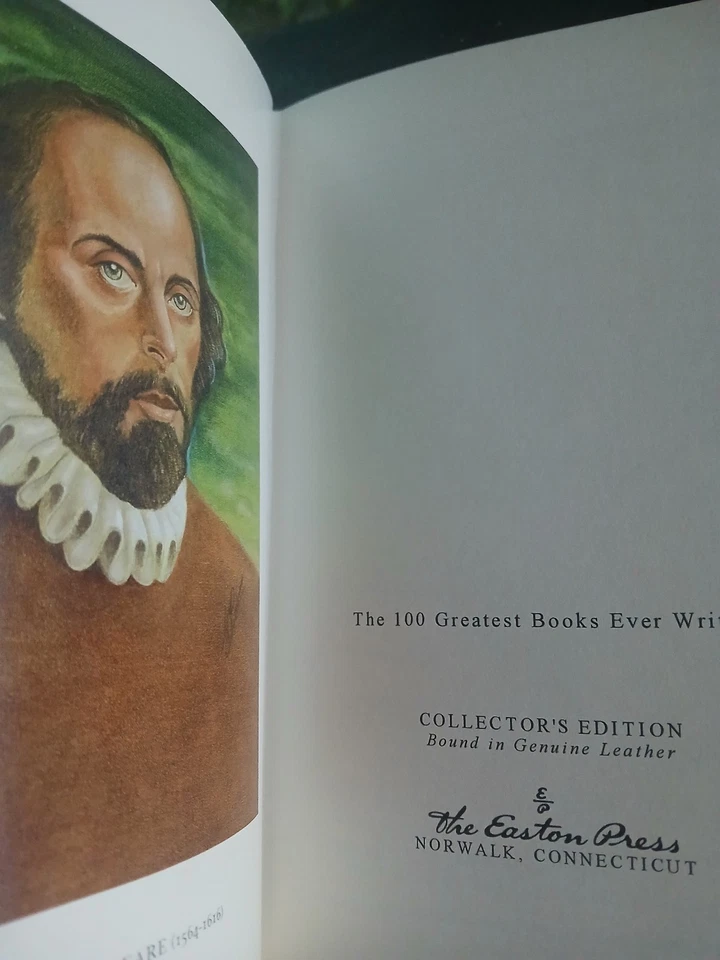 ARE (1564-1616)
The 100 Greatest Books Ever Writ
COLLECTOR'S EDITION
Bound in Genuine Leather
E
P
The Easton Press
NORWALK, CONNECTICUT